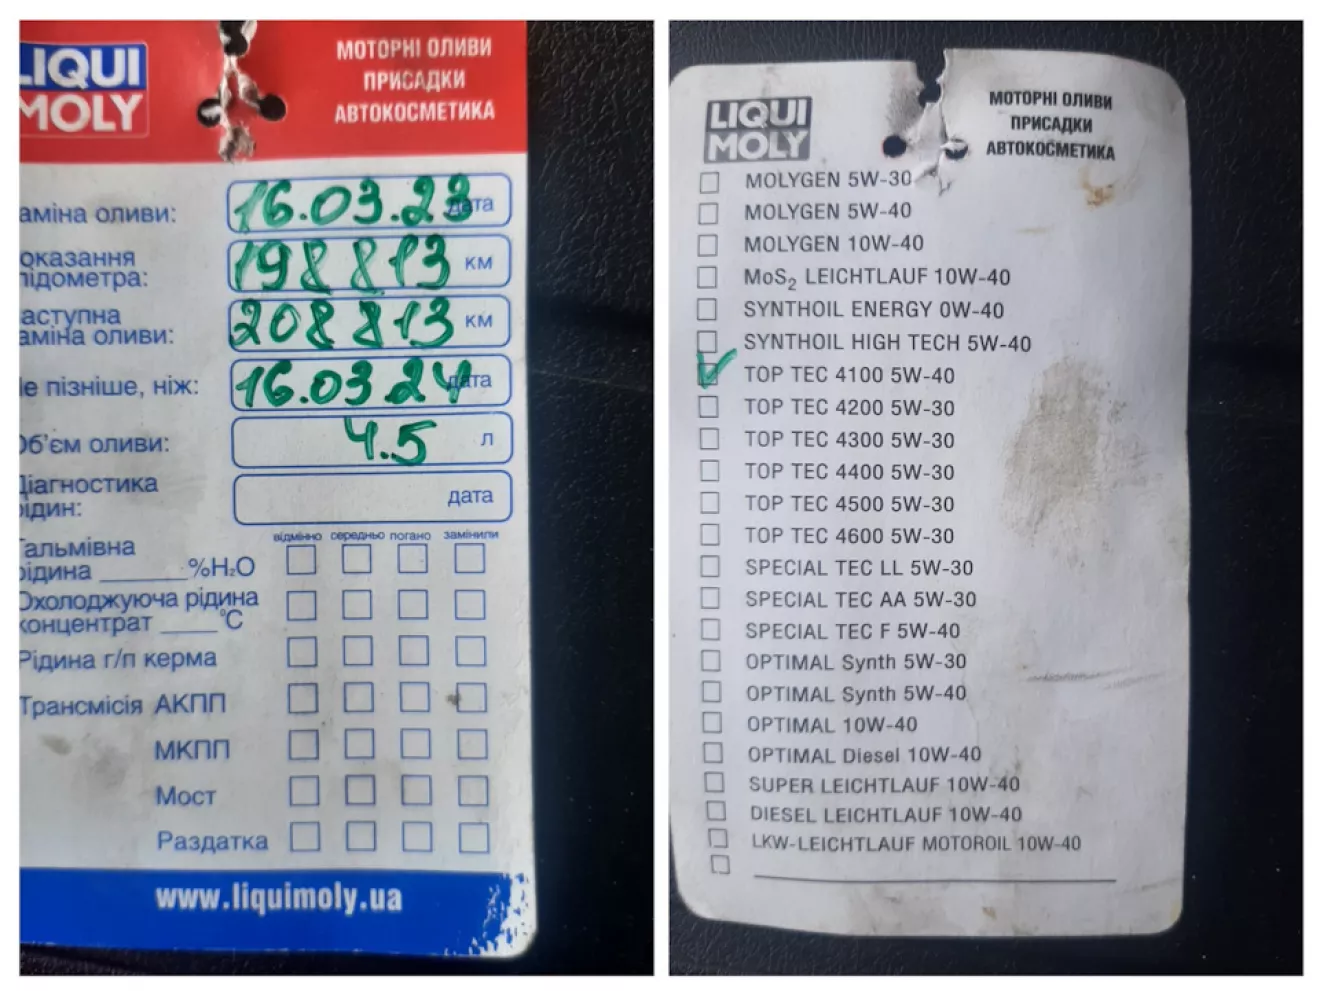 LIQUI
MOLY
МОТОРНІ ОЛИВИ
ПРИСАДКИ
АВТОКОСМЕТИКА
аміна оливи: 16.03.23 дата
оказання
підометра: 198813 км
аступна
аміна оливи: 208813 км
Не пізніше, ніж: 16.03.24 дата
Об'єм оливи: 4.5 л
Діагностика
рідин: дата
відмінно середньо погано замінили
Гальмівна
рідина ______%H₂O
Охолоджуюча рідина
концентрат ____°C
Рідина г/п керма
Трансмісія АКПП
МКПП
Мост
Раздатка
www.liquimoly.ua
LIQUI
MOLY
МОТОРНІ ОЛИВИ
ПРИСАДКИ
АВТОКОСМЕТИКА
MOLYGEN 5W-30
MOLYGEN 5W-40
MOLYGEN 10W-40
MoS₂ LEICHTLAUF 10W-40
SYNTHOIL ENERGY 0W-40
SYNTHOIL HIGH TECH 5W-40
TOP TEC 4100 5W-40
TOP TEC 4200 5W-30
TOP TEC 4300 5W-30
TOP TEC 4400 5W-30
TOP TEC 4500 5W-30
TOP TEC 4600 5W-30
SPECIAL TEC LL 5W-30
SPECIAL TEC AA 5W-30
SPECIAL TEC F 5W-40
OPTIMAL Synth 5W-30
OPTIMAL Synth 5W-40
OPTIMAL 10W-40
OPTIMAL Diesel 10W-40
SUPER LEICHTLAUF 10W-40
DIESEL LEICHTLAUF 10W-40
LKW-LEICHTLAUF MOTOROIL 10W-40